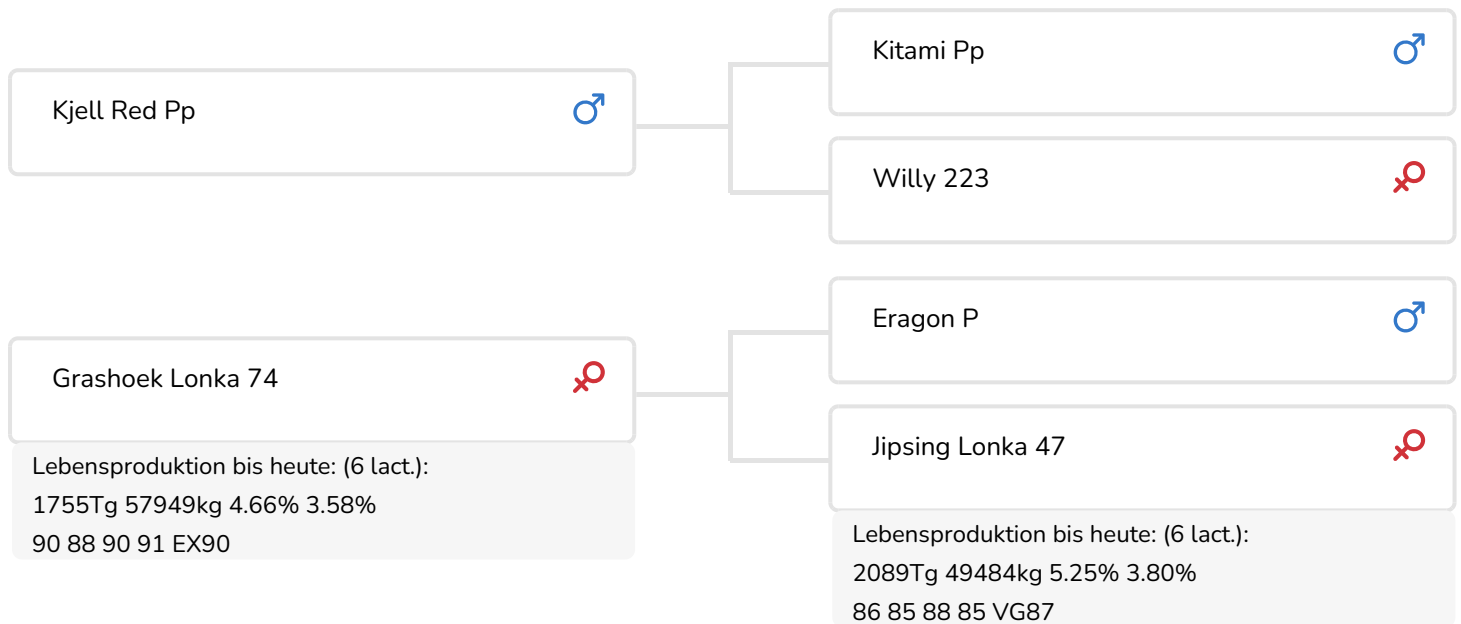 Kjell Red Pp
Kitami Pp
Willy 223
Grashoek Lonka 74
Lebensproduktion bis heute: (6 lact.):
1755Tg 57949kg 4.66% 3.58%
90 88 90 91 EX90
Eragon P
Jipsing Lonka 47
Lebensproduktion bis heute: (6 lact.):
2089Tg 49484kg 5.25% 3.80%
86 85 88 85 VG87